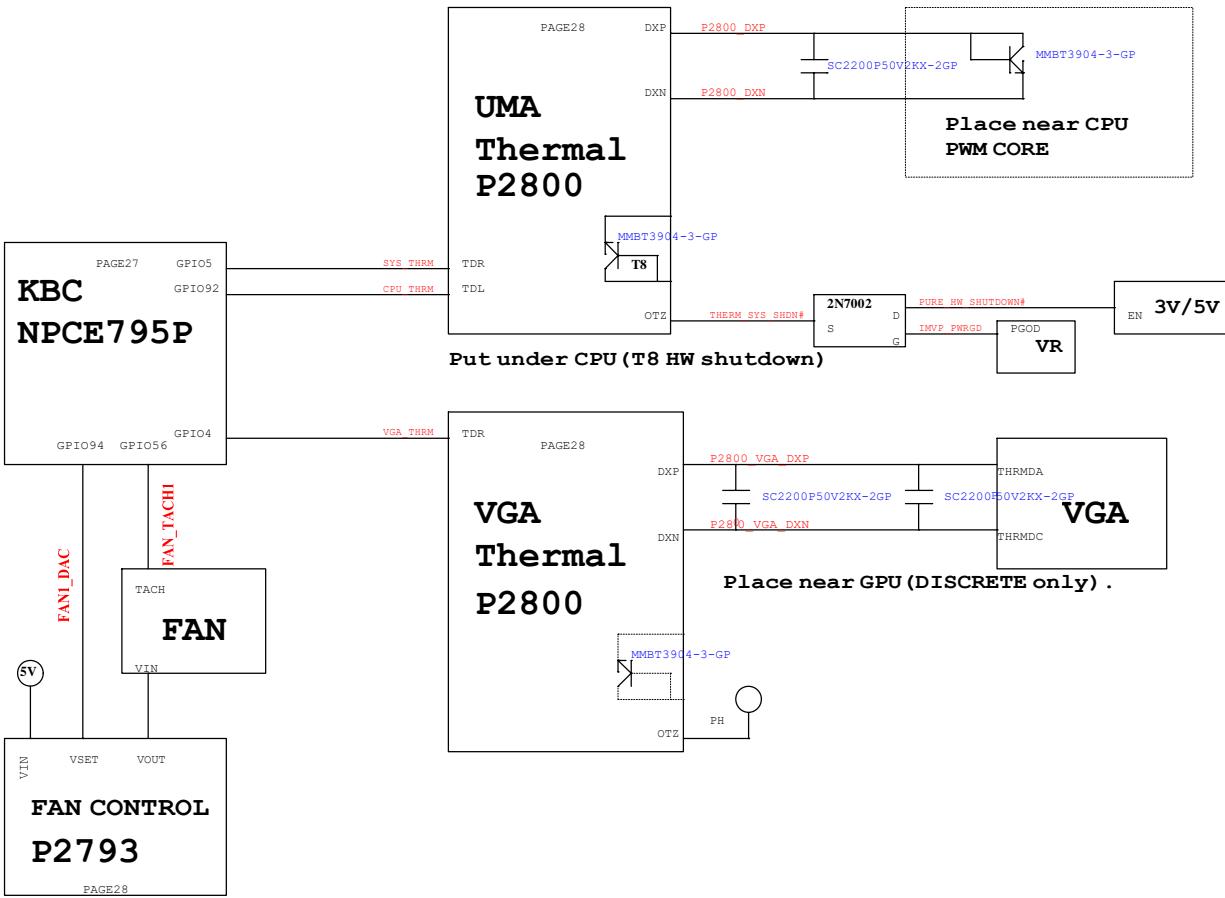 PAGE28
DXP
P2800_DXP
MMBT3904-3-GP
SC2200P50V2KX-2GP
DXN
P2800_DXN
UMA
Thermal
P2800
Place near CPU
PWM CORE
MMBT3904-3-GP
T8
PAGE27
GPIO5
SYS_THRM
TDR
GPIO92
CPU_THRM
TDL
KBC
NPCE795P
OTZ
THERM_SYS_SHDN#
2N7002
S
D
G
PURE_HW_SHUTDOWN#
IMVP_PWRGD
PGOD
VR
EN
3V/5V
Put under CPU(T8 HW shutdown)
GPIO4
VGA_THRM
TDR
GPIO94
GPIO56
PAGE28
DXP
P2800_VGA_DXP
THRMDA
SC2200P50V2KX-2GP
SC2200P50V2KX-2GP
VGA
DXN
P2800_VGA_DXN
THRMDC
VGA
Thermal
P2800
Place near GPU(DISCRETE only).
FAN1_DAC
FAN_TACH1
TACH
FAN
VIN
MMBT3904-3-GP
OTZ
PH
5V
VIN
VSET
VOUT
FAN CONTROL
P2793
PAGE28